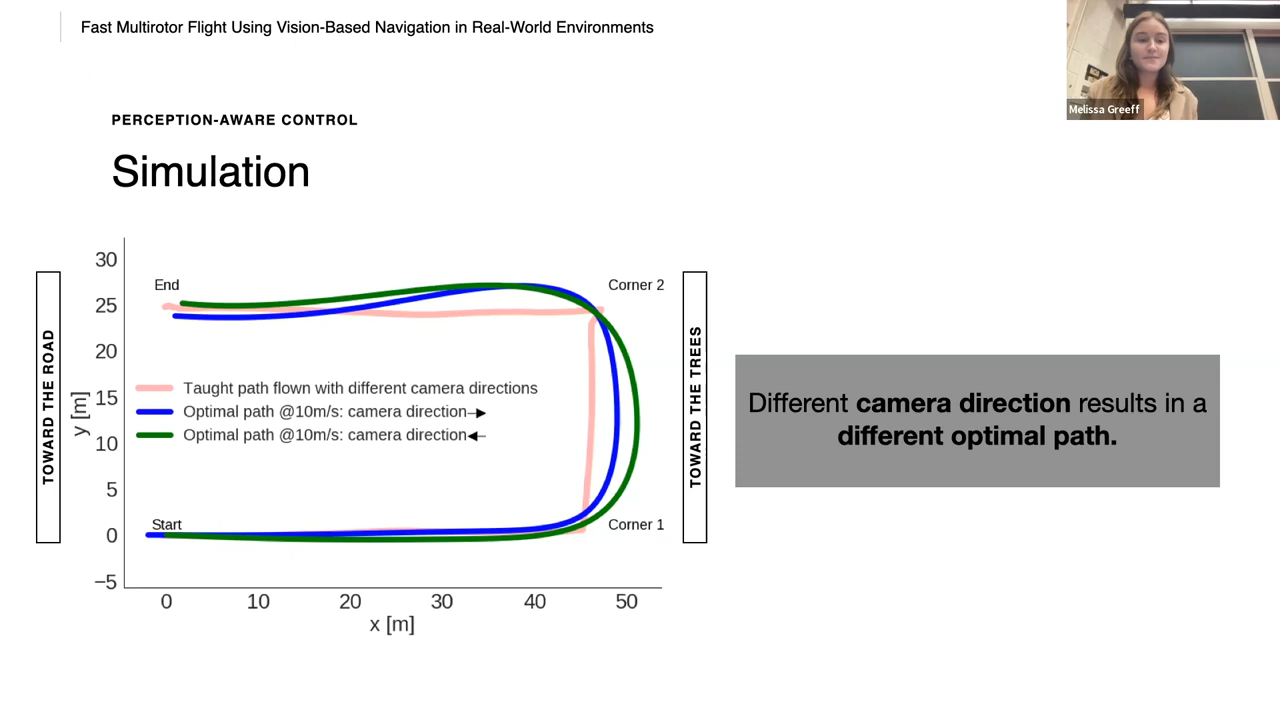 Fast Multirotor Flight Using Vision-Based Navigation in Real-World Environments
Melissa Greeff
PERCEPTION-AWARE CONTROL
Simulation
TOWARD THE ROAD
y [m]
30
25
20
15
10
5
0
−5
End
Corner 2
Taught path flown with different camera directions
Optimal path @10m/s: camera direction→
Optimal path @10m/s: camera direction←
Start
Corner 1
0 10 20 30 40 50
x [m]
TOWARD THE TREES
Different camera direction results in a
different optimal path.